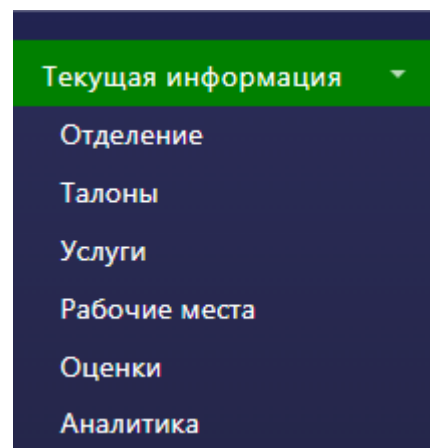 Текущая информация
Отделение
Талоны
Услуги
Рабочие места
Оценки
Аналитика